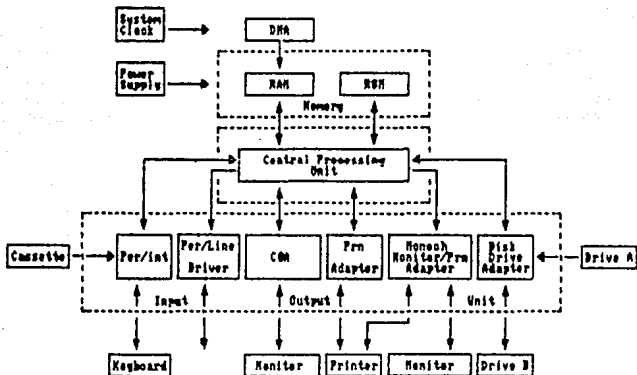 System
Clock
DMA
Power
Supply
RAM
ROM
Memory
Central Processing
Unit
Cassette
Per/int
Per/Line
Driver
CGA
Prn
Adapter
Monoch
Monitor/Prn
Adapter
Disk
Drive
Adapter
Drive A
Input
Output
Unit
Keyboard
Monitor
Printer
Monitor
Drive B